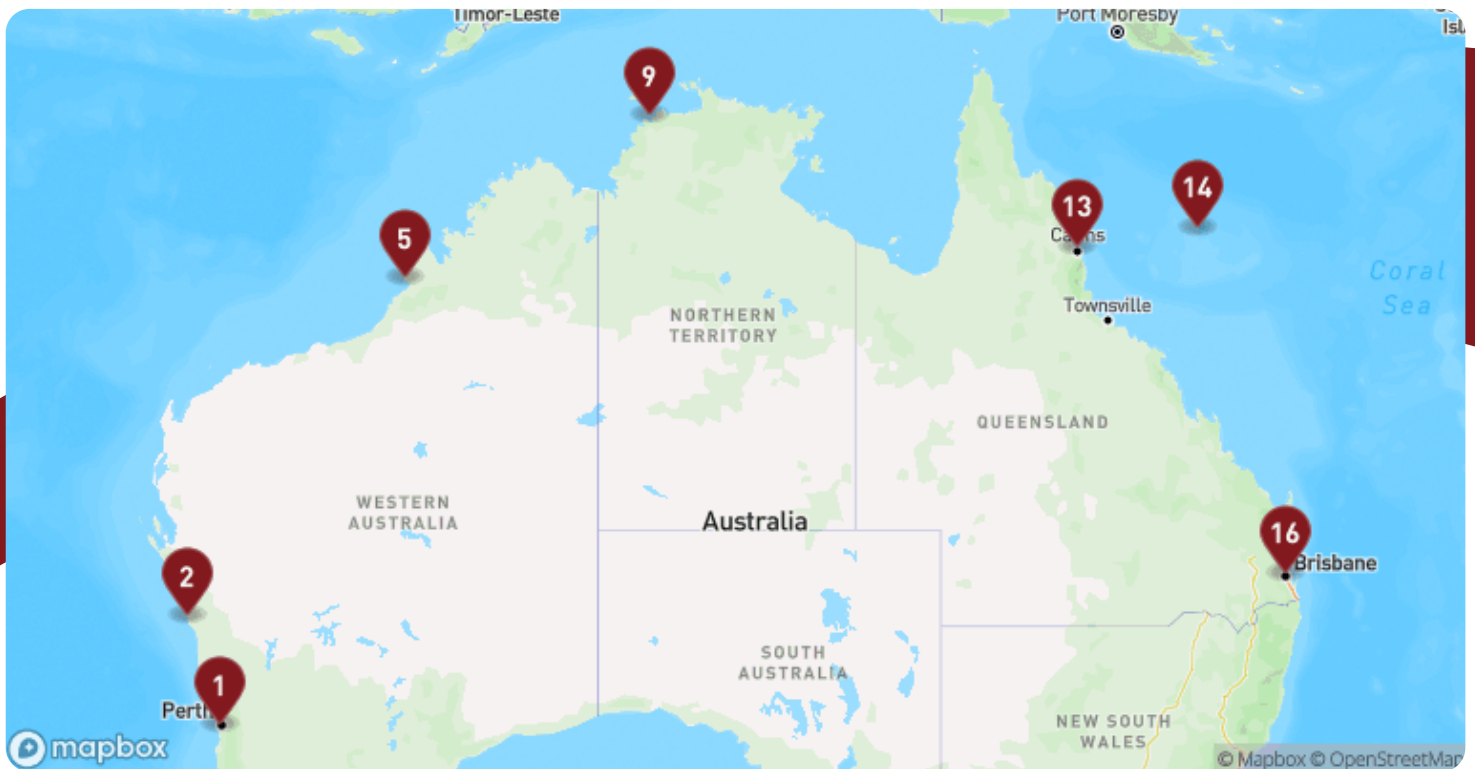 Timor-Leste
Port Moresby
Isl
9
14
13
5
Cairns
Coral
Sea
Townsville
NORTHERN
TERRITORY
QUEENSLAND
WESTERN
AUSTRALIA
Australia
16
Brisbane
2
SOUTH
AUSTRALIA
1
Perth
NEW SOUTH
WALES
mapbox
© Mapbox © OpenStreetMap